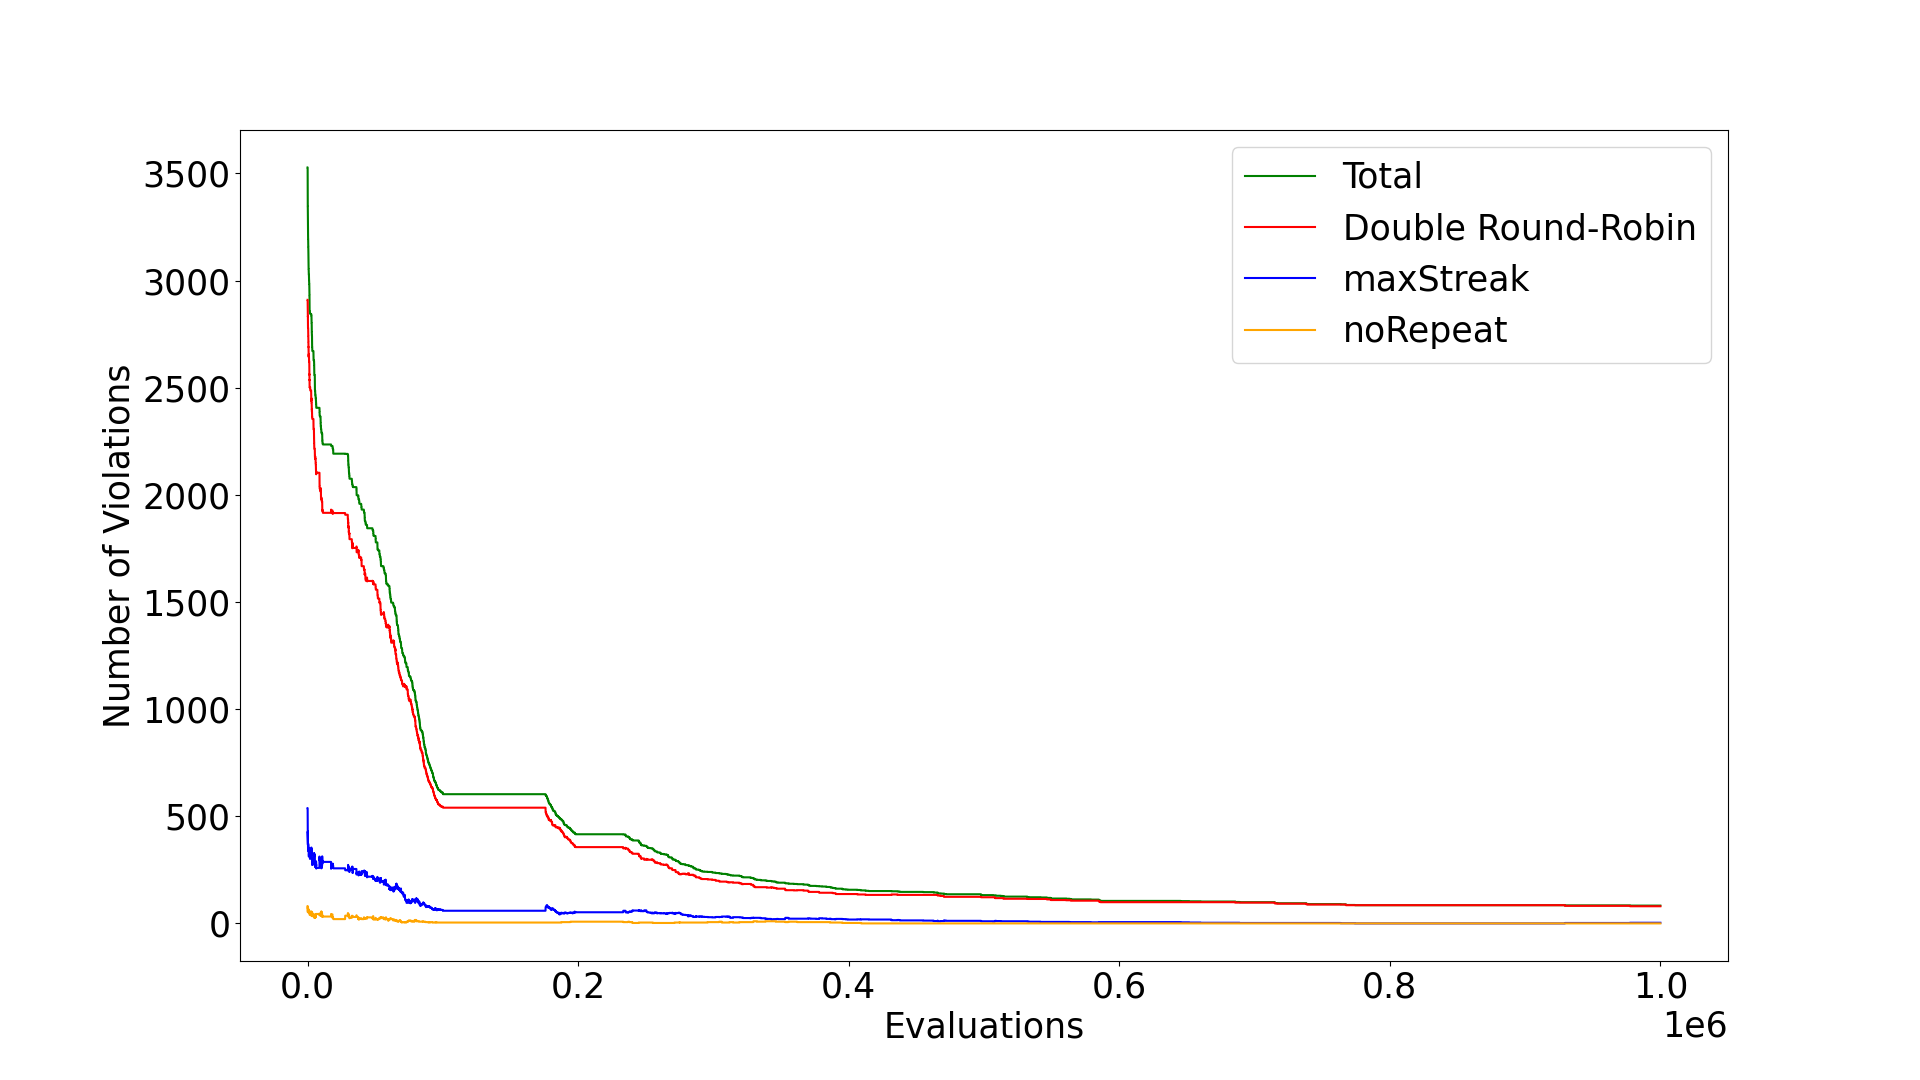 Total
Double Round-Robin
maxStreak
noRepeat
Number of Violations
3500
3000
2500
2000
1500
1000
500
0
0.0 0.2 0.4 0.6 0.8 1.0
Evaluations
1e6